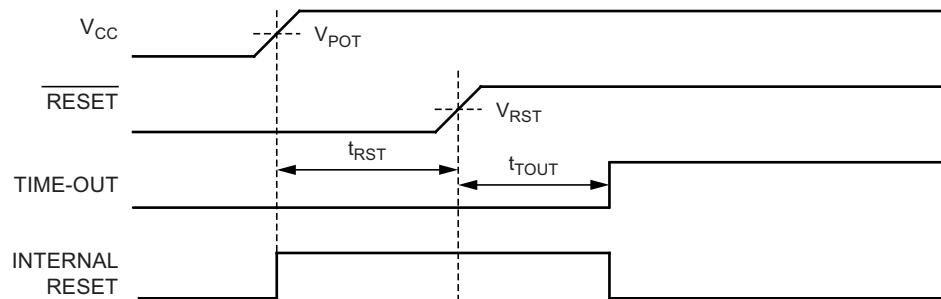 VCC
VPOT
RESET
VRST
tRST
tTOUT
TIME-OUT
INTERNAL
RESET